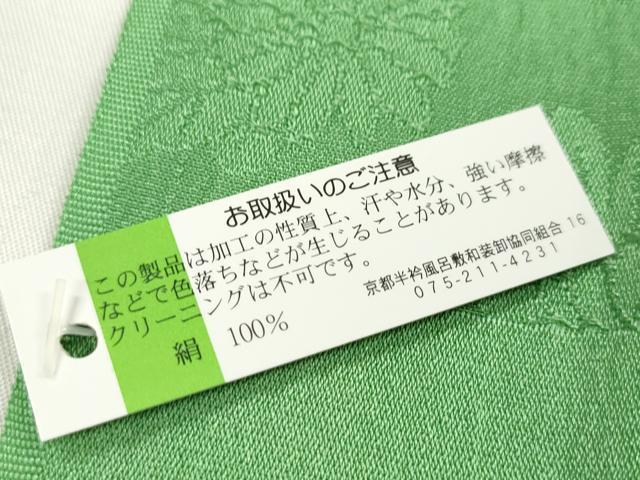 お取扱いのご注意
この製品は加工の性質上、汗や水分、強い摩擦
などで色落ちなどが生じることがあります。
クリーニングは不可です。
絹 100%
京都半衿風呂敷和装卸協同組合 16
075-211-4231